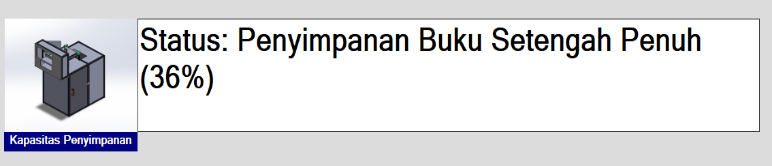 Status: Penyimpanan Buku Setengah Penuh
(36%)
Kapasitas Penyimpanan